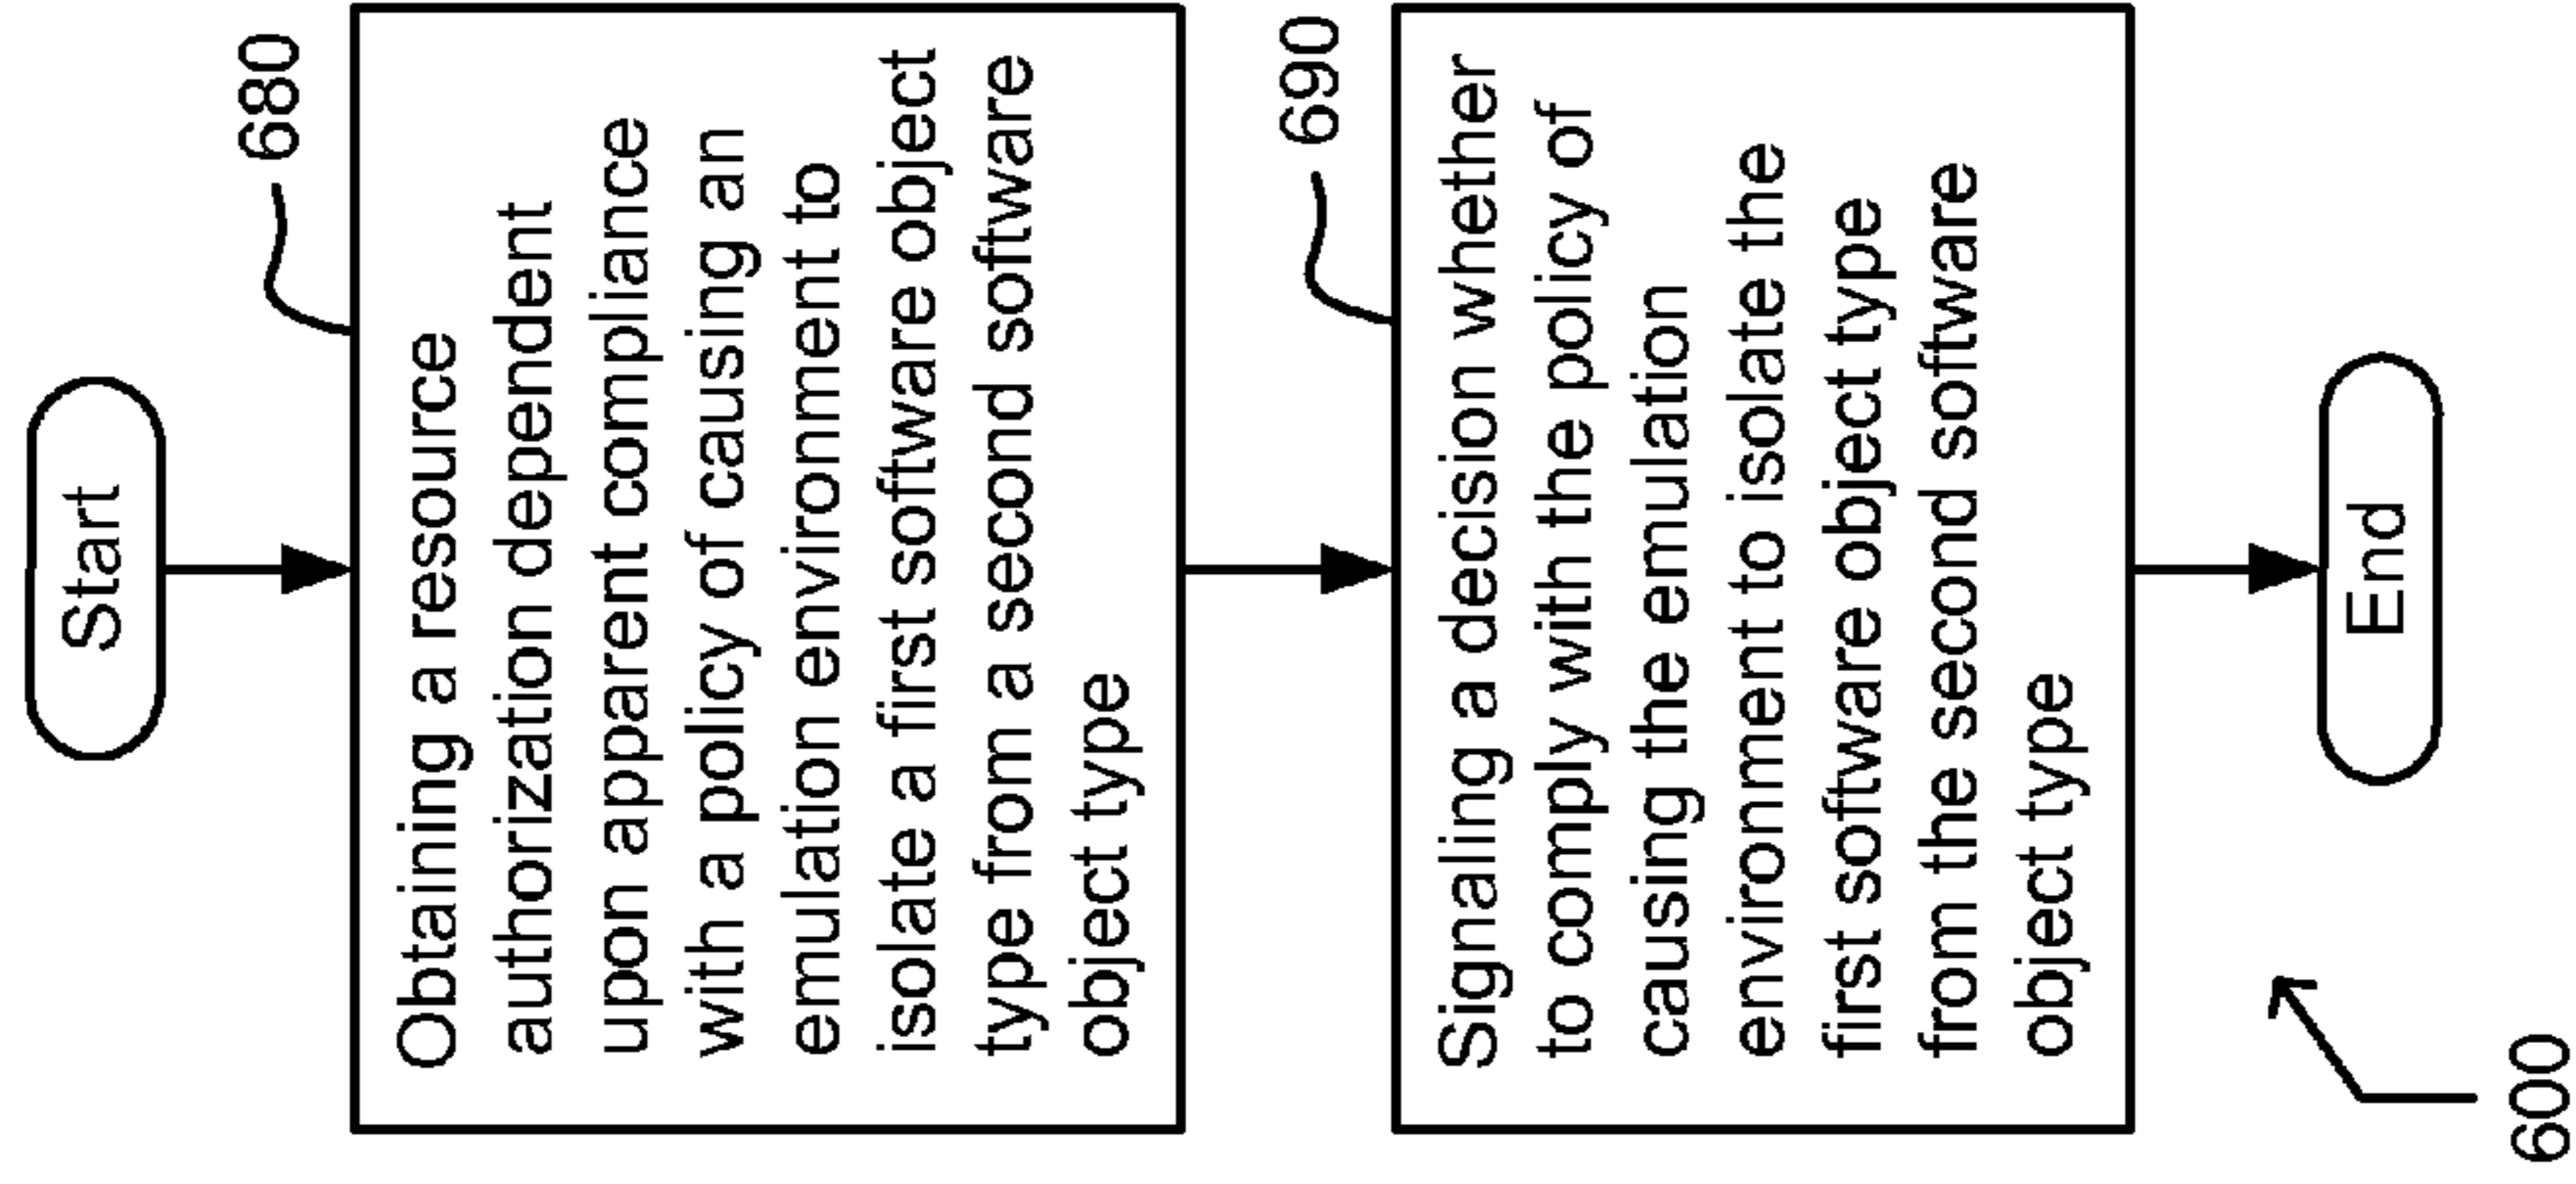 Start
680
Obtaining a resource
authorization dependent
upon apparent compliance
with a policy of causing an
emulation environment to
isolate a first software object
type from a second software
object type
690
Signaling a decision whether
to comply with the policy of
causing the emulation
environment to isolate the
first software object type
from the second software
object type
End
600